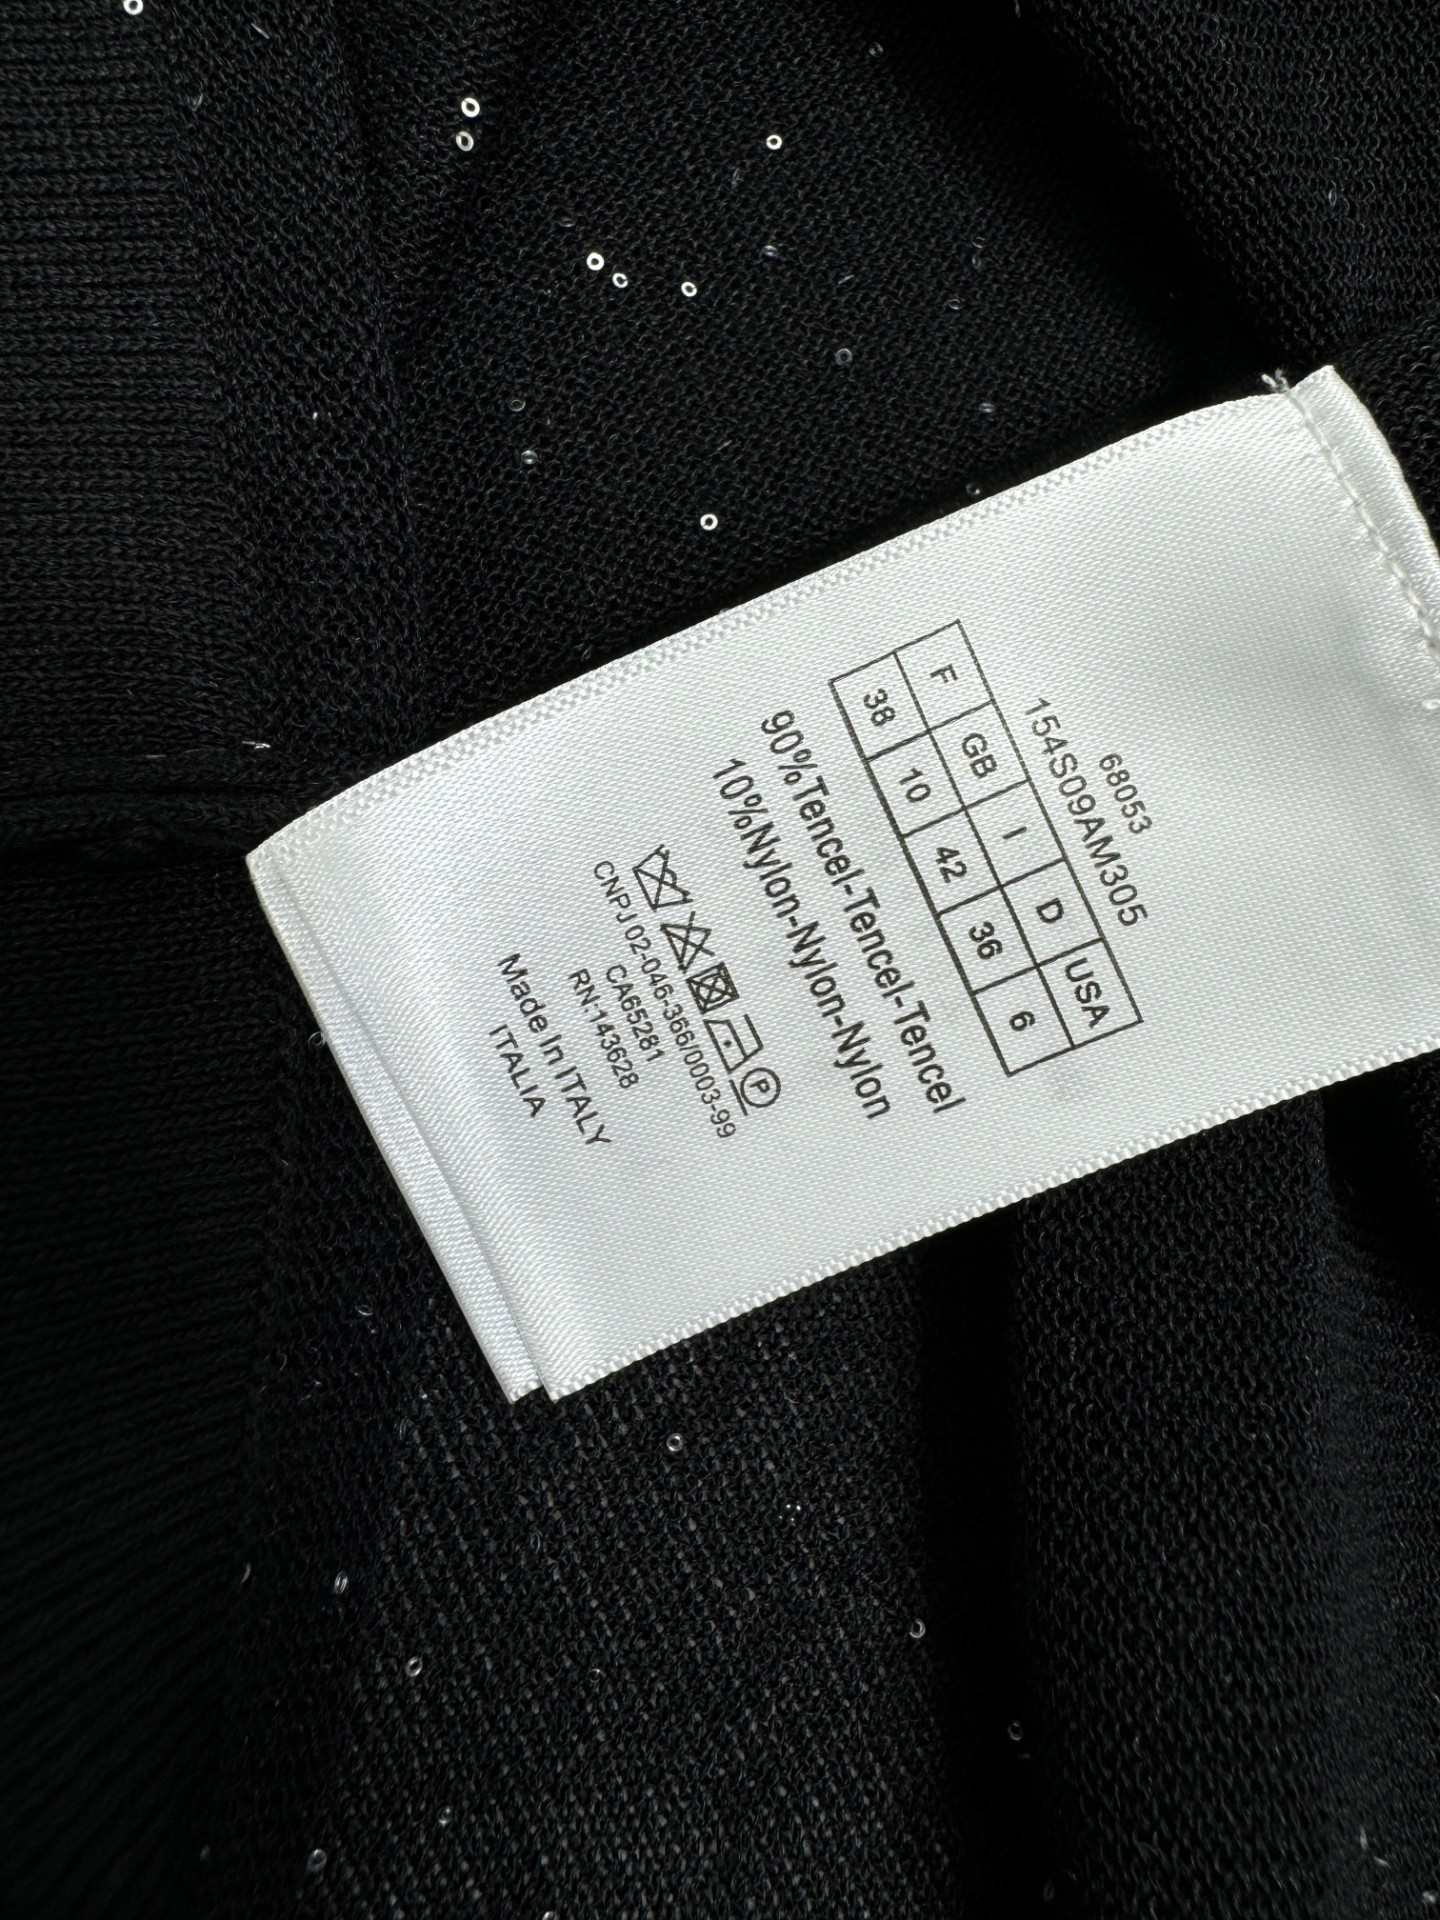 68053
154S09AM305
F GB I D USA
38 10 42 36 6
90%Tencel-Tencel-Tencel
10%Nylon-Nylon-Nylon
P
CNPJ 02-046-366/0003-99
CA65281
RN:143628
Made In ITALY
ITALIA